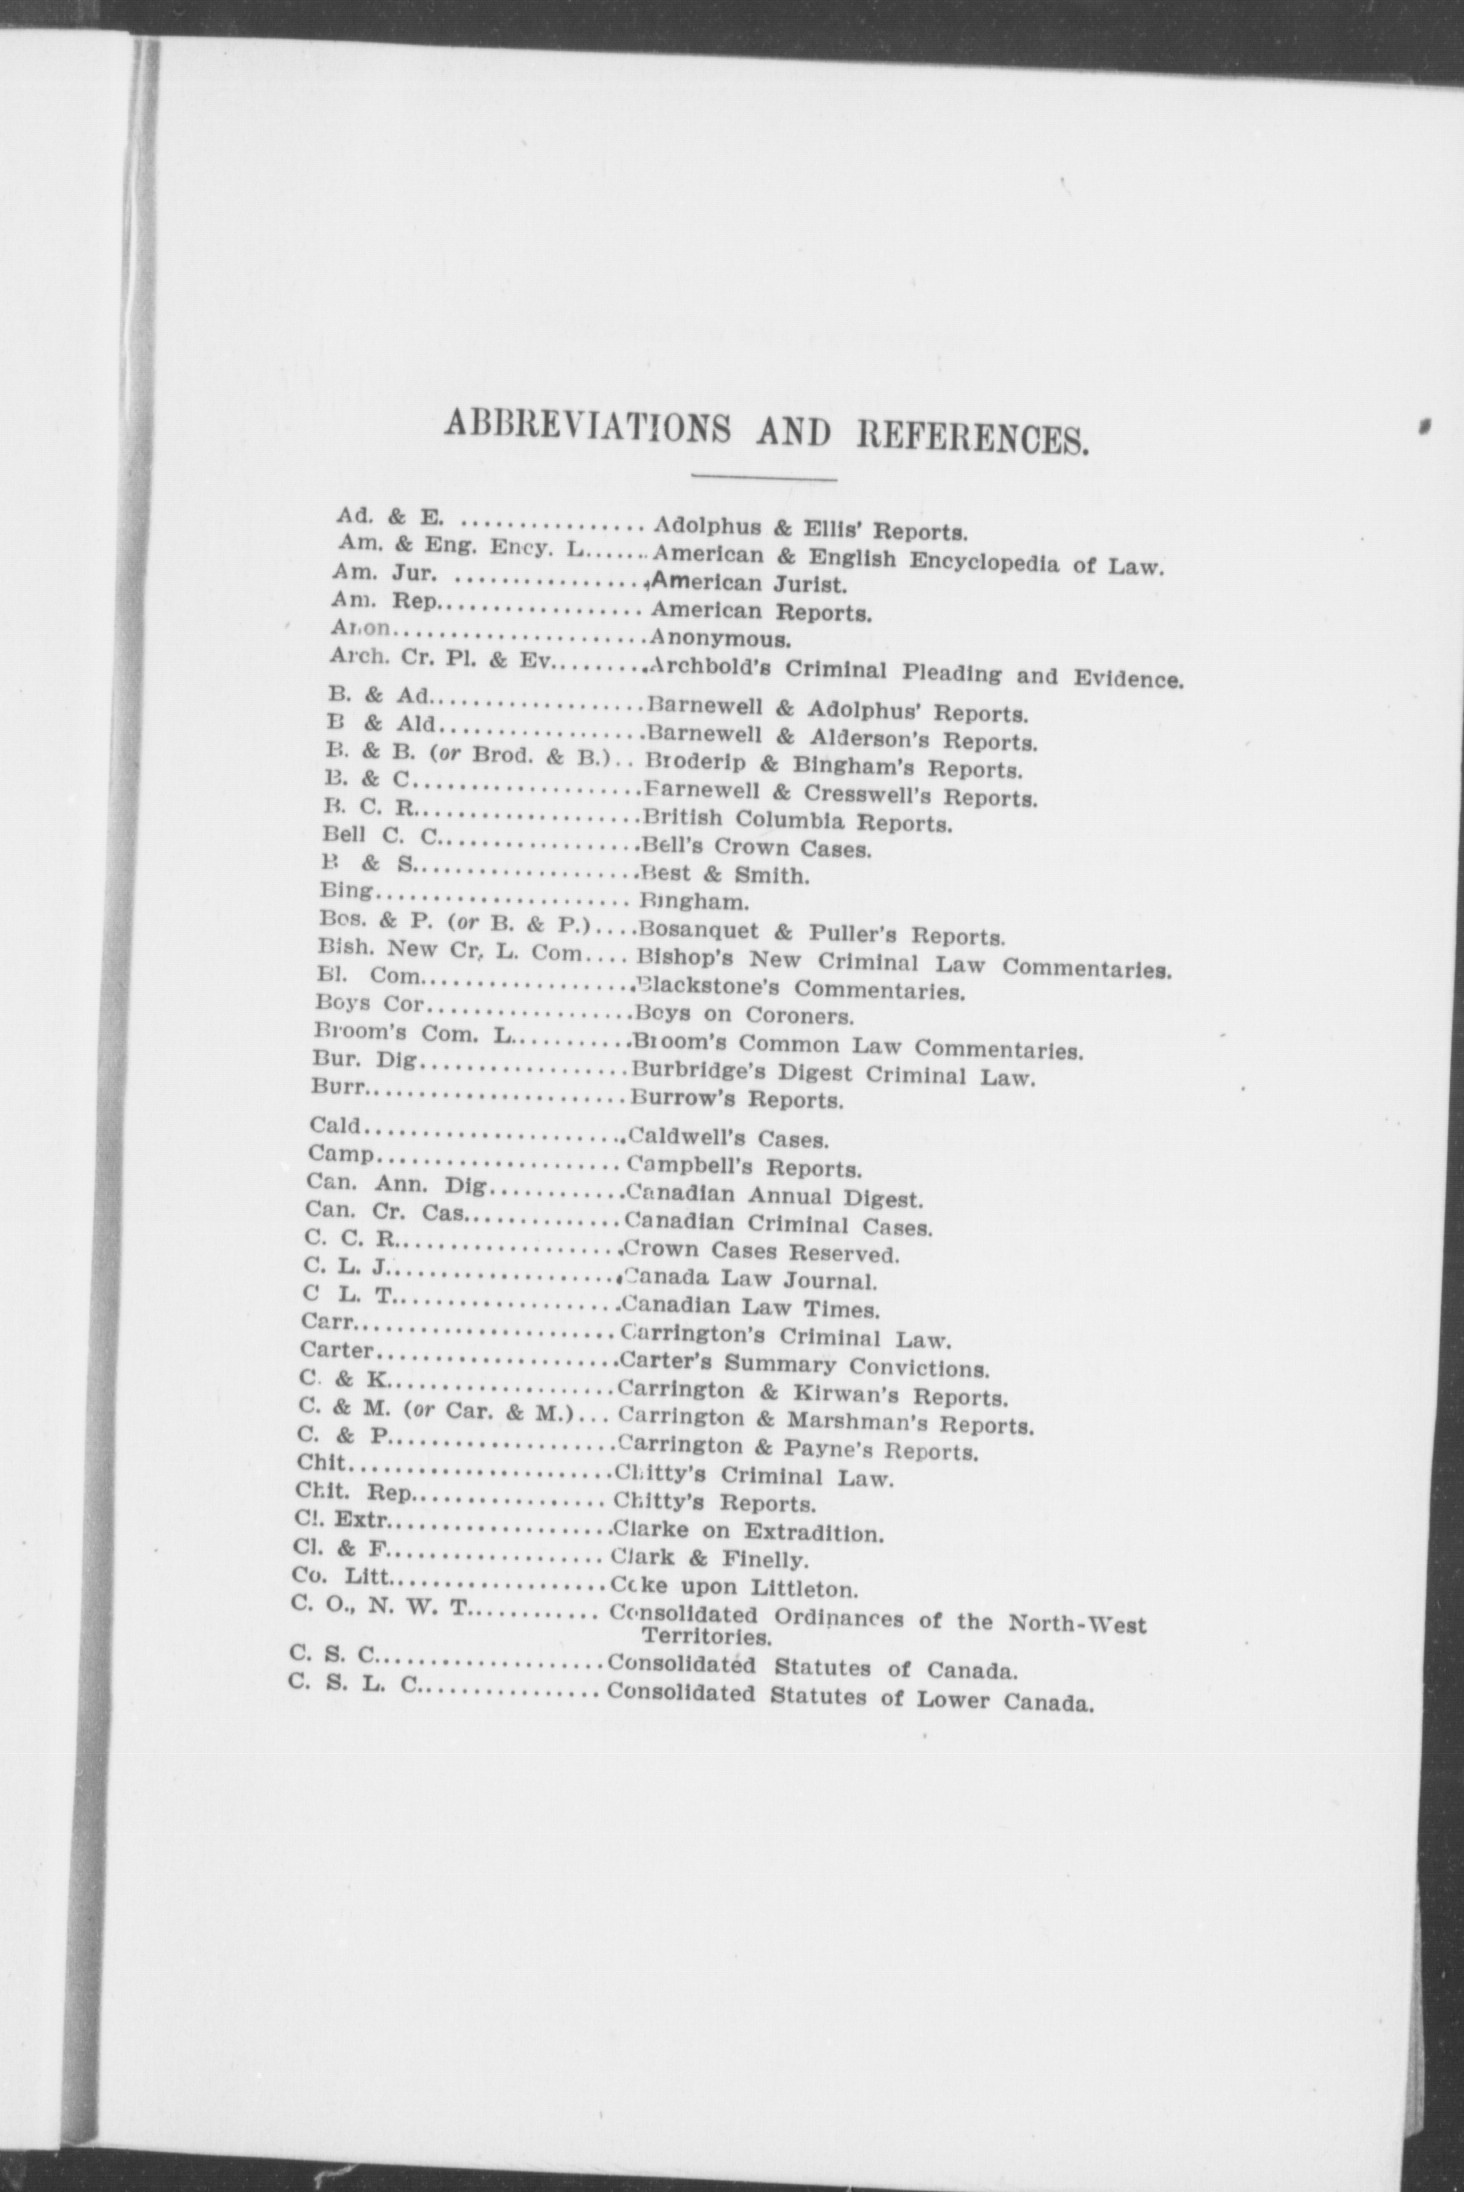 ABBREVIATIONS AND REFERENCES.
Ad. & E. ................ Adolphus & Ellis' Reports.
Am. & Eng. Ency. L....... American & English Encyclopedia of Law.
Am. Jur. ................. American Jurist.
Am. Rep.................. American Reports.
Anon...................... Anonymous.
Arch. Cr. Pl. & Ev......... Archbold's Criminal Pleading and Evidence.
B. & Ad................... Barnewell & Adolphus' Reports.
B & Ald.................. Barnewell & Alderson's Reports.
B. & B. (or Brod. & B.).. Broderip & Bingham's Reports.
B. & C.................... Barnewell & Cresswell's Reports.
B. C. R.................... British Columbia Reports.
Bell C. C.................. Bell's Crown Cases.
B & S.................... Best & Smith.
Bing...................... Bingham.
Bos. & P. (or B. & P.).... Bosanquet & Puller's Reports.
Bish. New Cr. L. Com.... Bishop's New Criminal Law Commentaries.
Bl. Com................... Blackstone's Commentaries.
Boys Cor.................. Boys on Coroners.
Broom's Com. L........... Broom's Common Law Commentaries.
Bur. Dig.................. Burbridge's Digest Criminal Law.
Burr....................... Burrow's Reports.
Cald....................... Caldwell's Cases.
Camp..................... Campbell's Reports.
Can. Ann. Dig............ Canadian Annual Digest.
Can. Cr. Cas.............. Canadian Criminal Cases.
C. C. R.................... Crown Cases Reserved.
C. L. J..................... Canada Law Journal.
C L. T.................... Canadian Law Times.
Carr....................... Carrington's Criminal Law.
Carter..................... Carter's Summary Convictions.
C. & K.................... Carrington & Kirwan's Reports.
C. & M. (or Car. & M.)... Carrington & Marshman's Reports.
C. & P.................... Carrington & Payne's Reports.
Chit....................... Chitty's Criminal Law.
Chit. Rep................. Chitty's Reports.
Cl. Extr.................... Clarke on Extradition.
Cl. & F................... Clark & Finelly.
Co. Litt................... Coke upon Littleton.
C. O., N. W. T............ Consolidated Ordinances of the North-West
Territories.
C. S. C.................... Consolidated Statutes of Canada.
C. S. L. C................ Consolidated Statutes of Lower Canada.